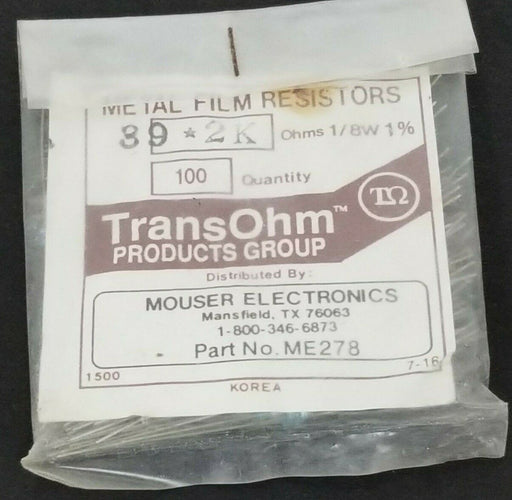 METAL FILM RESISTORS
39*2K Ohms 1/8W 1%
100 Quantity
TransOhm™
TΩ
PRODUCTS GROUP
Distributed By:
MOUSER ELECTRONICS
Mansfield, TX 76063
1-800-346-6873
Part No. ME278
1500
7-16
KOREA